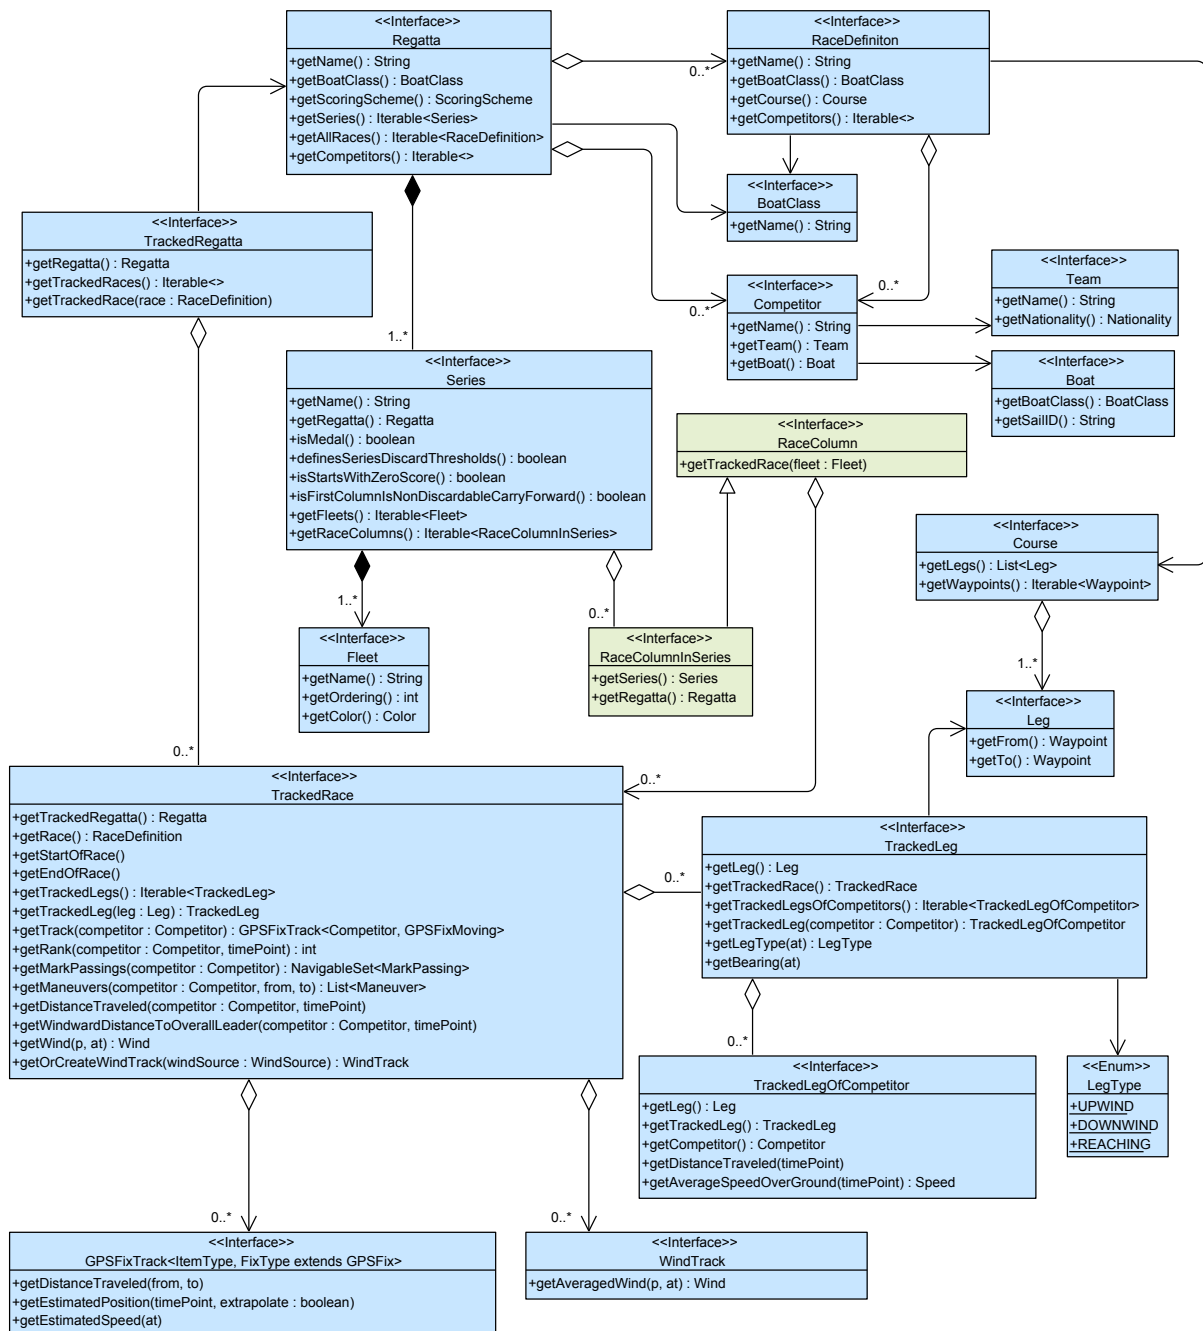 <<Interface>>
Regatta
+getName() : String
+getBoatClass() : BoatClass
+getScoringScheme() : ScoringScheme
+getSeries() : Iterable<Series>
+getAllRaces() : Iterable<RaceDefinition>
+getCompetitors() : Iterable<>
0..*
<<Interface>>
RaceDefiniton
+getName() : String
+getBoatClass() : BoatClass
+getCourse() : Course
+getCompetitors() : Iterable<>
<<Interface>>
BoatClass
+getName() : String
<<Interface>>
TrackedRegatta
+getRegatta() : Regatta
+getTrackedRaces() : Iterable<>
+getTrackedRace(race : RaceDefinition)
0..*
0..*
<<Interface>>
Competitor
+getName() : String
+getTeam() : Team
+getBoat() : Boat
<<Interface>>
Team
+getName() : String
+getNationality() : Nationality
<<Interface>>
Boat
+getBoatClass() : BoatClass
+getSailID() : String
1..*
<<Interface>>
Series
+getName() : String
+getRegatta() : Regatta
+isMedal() : boolean
+definesSeriesDiscardThresholds() : boolean
+isStartsWithZeroScore() : boolean
+isFirstColumnIsNonDiscardableCarryForward() : boolean
+getFleets() : Iterable<Fleet>
+getRaceColumns() : Iterable<RaceColumnInSeries>
<<Interface>>
RaceColumn
+getTrackedRace(fleet : Fleet)
<<Interface>>
Course
+getLegs() : List<Leg>
+getWaypoints() : Iterable<Waypoint>
1..*
<<Interface>>
Fleet
+getName() : String
+getOrdering() : int
+getColor() : Color
0..*
<<Interface>>
RaceColumnInSeries
+getSeries() : Series
+getRegatta() : Regatta
1..*
<<Interface>>
Leg
+getFrom() : Waypoint
+getTo() : Waypoint
0..*
0..*
<<Interface>>
TrackedRace
+getTrackedRegatta() : Regatta
+getRace() : RaceDefinition
+getStartOfRace()
+getEndOfRace()
+getTrackedLegs() : Iterable<TrackedLeg>
+getTrackedLeg(leg : Leg) : TrackedLeg
+getTrack(competitor : Competitor) : GPSFixTrack<Competitor, GPSFixMoving>
+getRank(competitor : Competitor, timePoint) : int
+getMarkPassings(competitor : Competitor) : NavigableSet<MarkPassing>
+getManeuvers(competitor : Competitor, from, to) : List<Maneuver>
+getDistanceTraveled(competitor : Competitor, timePoint)
+getWindwardDistanceToOverallLeader(competitor : Competitor, timePoint)
+getWind(p, at) : Wind
+getOrCreateWindTrack(windSource : WindSource) : WindTrack
0..*
<<Interface>>
TrackedLeg
+getLeg() : Leg
+getTrackedRace() : TrackedRace
+getTrackedLegsOfCompetitors() : Iterable<TrackedLegOfCompetitor>
+getTrackedLeg(competitor : Competitor) : TrackedLegOfCompetitor
+getLegType(at) : LegType
+getBearing(at)
0..*
<<Interface>>
TrackedLegOfCompetitor
+getLeg() : Leg
+getTrackedLeg() : TrackedLeg
+getCompetitor() : Competitor
+getDistanceTraveled(timePoint)
+getAverageSpeedOverGround(timePoint) : Speed
<<Enum>>
LegType
+UPWIND
+DOWNWIND
+REACHING
0..*
<<Interface>>
GPSFixTrack<ItemType, FixType extends GPSFix>
+getDistanceTraveled(from, to)
+getEstimatedPosition(timePoint, extrapolate : boolean)
+getEstimatedSpeed(at)
0..*
<<Interface>>
WindTrack
+getAveragedWind(p, at) : Wind